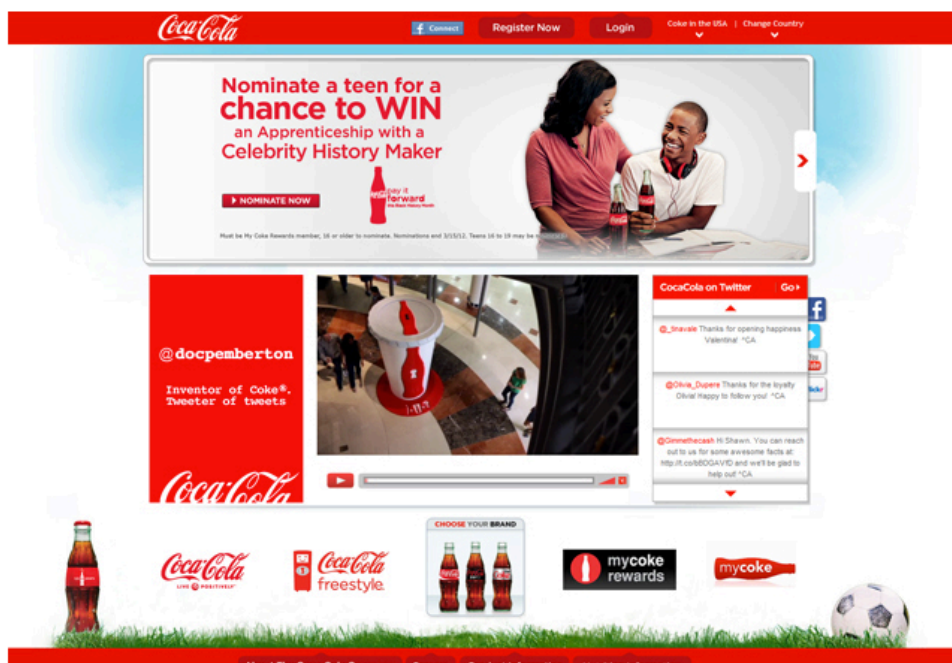 Coca-Cola
f Connect
Register Now
Login
Coke in the USA | Change Country
Nominate a teen for a
chance to WIN
an Apprenticeship with a
Celebrity History Maker
NOMINATE NOW
pay it
forward
Must be My Coke Rewards member, 16 or older to nominate. Nominations end 3/15/12. Teens 16 to 19 may be
@docpemberton
Inventor of Coke®.
Tweeter of tweets
Coca-Cola
CocaCola on Twitter
Go
@_tinavale Thanks for opening happiness
Valentina! ^CA
@Olivia_Dupere Thanks for the loyalty
Olivia! Happy to follow you! ^CA
@Gimmethecash Hi Shawn. You can reach
out to us for some awesome facts at:
and we'll be glad to
help out! ^CA
f
You
Tube
flickr
Coca-Cola
LIVE POSITIVELY
Coca-Cola
freestyle
CHOOSE YOUR BRAND
mycoke
rewards
mycoke